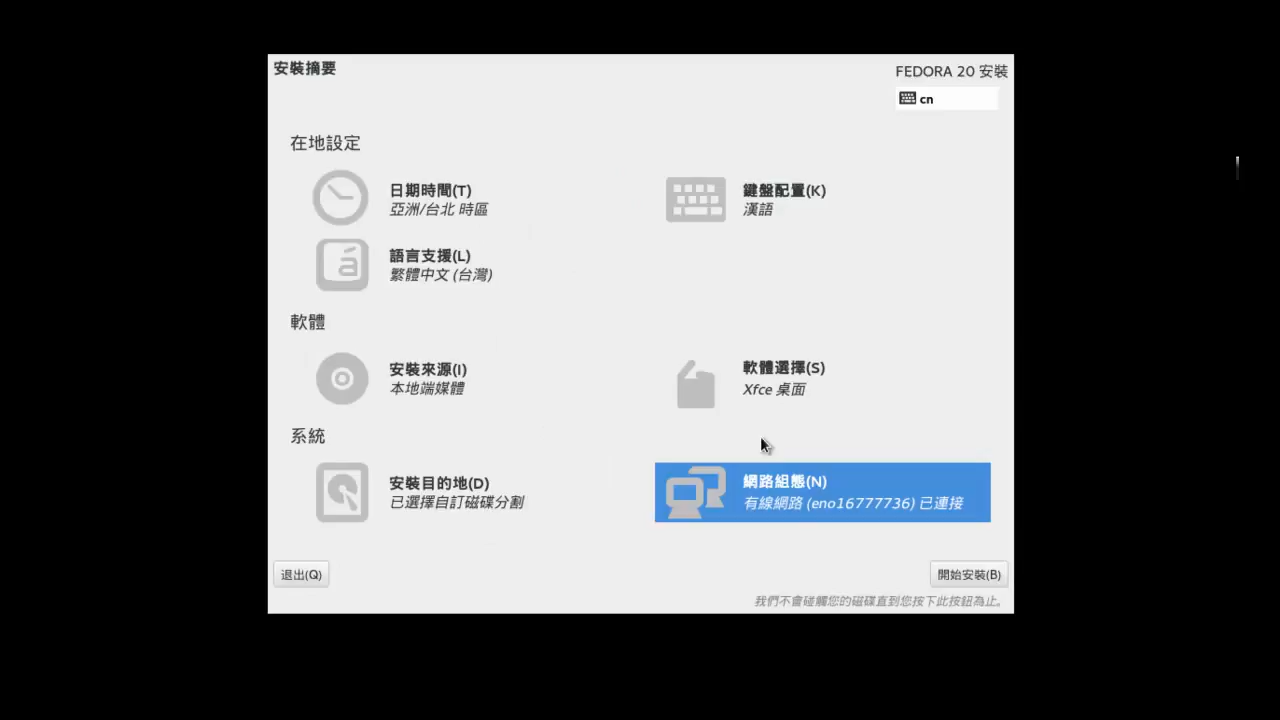 安裝摘要
FEDORA 20 安裝
cn
在地設定
日期時間(T)
亞洲/台北 時區
鍵盤配置(K)
漢語
語言支援(L)
繁體中文 (台灣)
軟體
安裝來源(I)
本地端媒體
軟體選擇(S)
Xfce 桌面
系統
安裝目的地(D)
已選擇自訂磁碟分割
網路組態(N)
有線網路 (eno16777736) 已連接
退出(Q)
開始安裝(B)
我們不會碰觸您的磁碟直到您按下此按鈕為止。